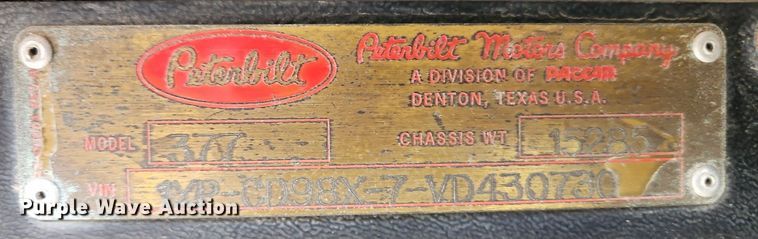 Peterbilt
Peterbilt Motors Company
A DIVISION OF PACCAR
DENTON, TEXAS U.S.A.
MODEL 377 CHASSIS WT 15285
VIN 1XP-CD99X-7-VD430730
Purple Wave Auction